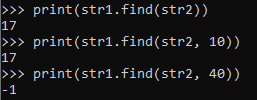 >>> print(str1.find(str2))
17
>>> print(str1.find(str2, 10))
17
>>> print(str1.find(str2, 40))
-1